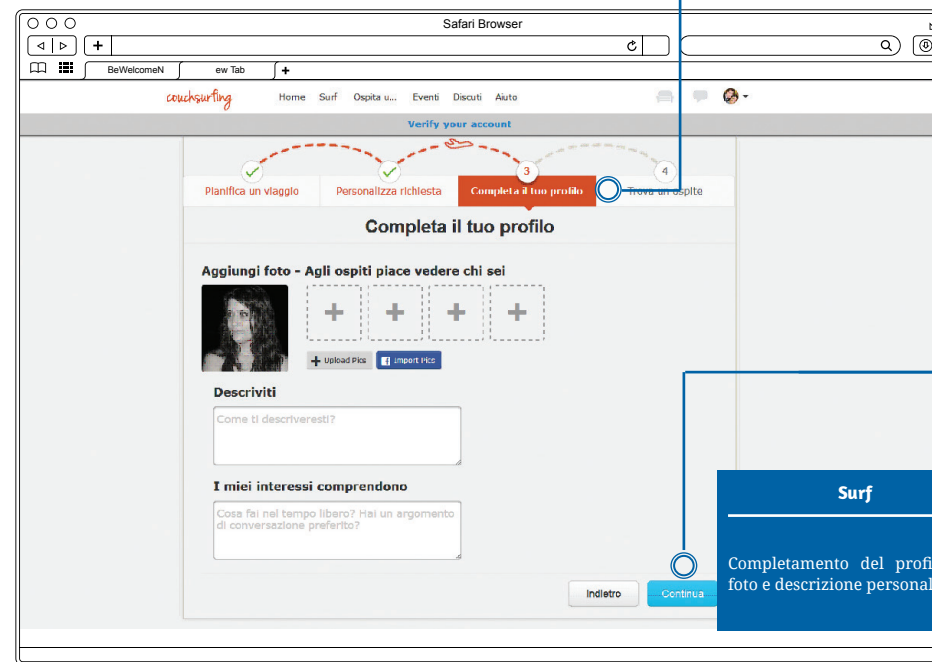 Safari Browser
BeWelcomeN
ew Tab
couchsurfing
Home Surf Ospita u... Eventi Discuti Aiuto
Verify your account
3
4
Pianifica un viaggio
Personalizza richiesta
Completa il tuo profilo
Trova un ospite
Completa il tuo profilo
Aggiungi foto - Agli ospiti piace vedere chi sei
Upload Pics
Import Pics
Descriviti
Come ti descriveresti?
I miei interessi comprendono
Cosa fai nel tempo libero? Hai un argomento
di conversazione preferito?
Indietro
Continua
Surf
Completamento del profi
foto e descrizione personal